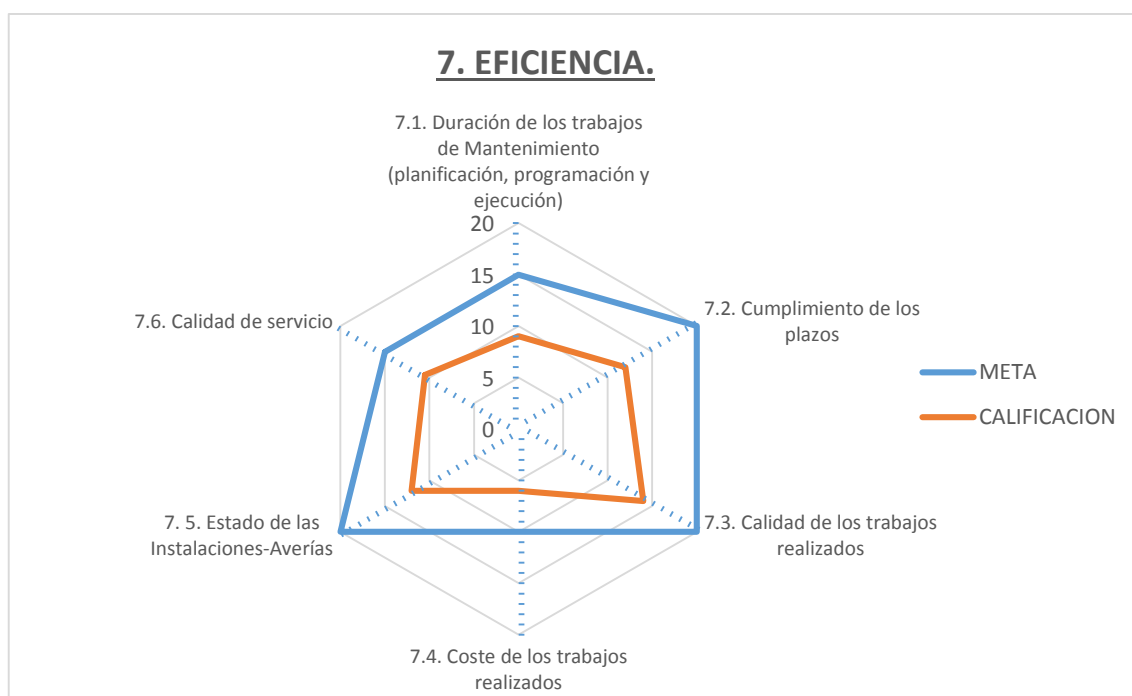 7. EFICIENCIA.
7.1. Duración de los trabajos
de Mantenimiento
(planificación, programación y
ejecución)
20
15
10
5
0
7.2. Cumplimiento de los
plazos
7.3. Calidad de los trabajos
realizados
7.4. Coste de los trabajos
realizados
7. 5. Estado de las
Instalaciones-Averías
7.6. Calidad de servicio
META
CALIFICACION